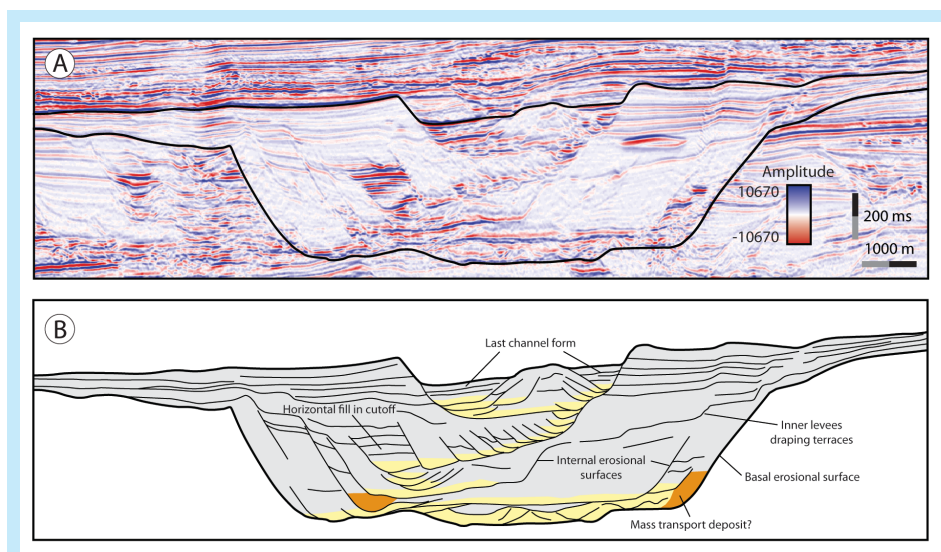 A
Amplitude
10670
-10670
200 ms
1000 m
B
Last channel form
Horizontal fill in cutoff
Inner levees
draping terraces
Internal erosional
surfaces
Basal erosional surface
Mass transport deposit?